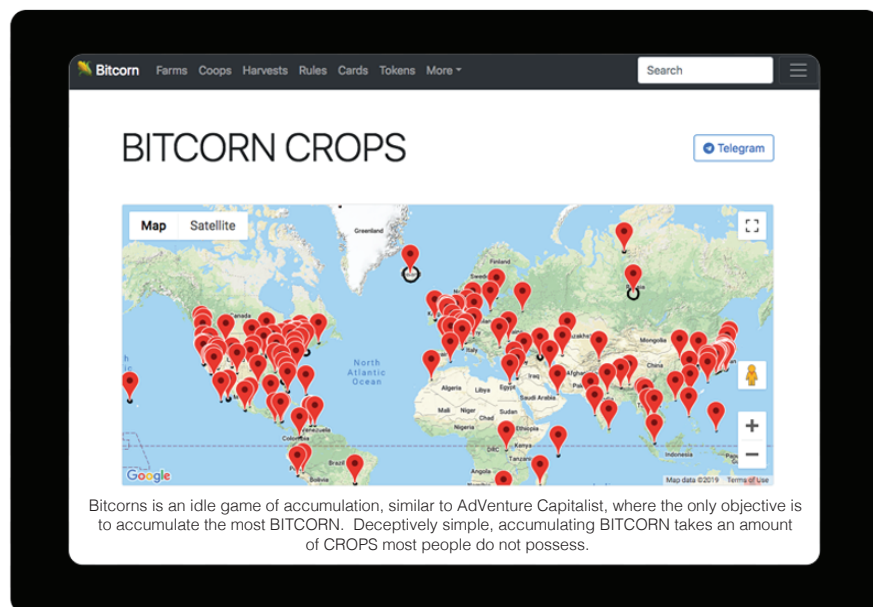 Bitcorn Farms Coops Harvests Rules Cards Tokens More Search
BITCORN CROPS
Telegram
Map Satellite
Greenland
Finland
Canada
Mongolia
North
Atlantic
Ocean
China
Italy
Iraq
Algeria Libya Egypt
Saudi Arabia
Mali Niger
Chad Sudan
Nigeria Ethiopia
DRC Kenya
Tanzania
Indonesia
Brazil
Angola
Bolivia
Google
Map data ©2019 Terms of Use
Bitcorns is an idle game of accumulation, similar to AdVenture Capitalist, where the only objective is
to accumulate the most BITCORN. Deceptively simple, accumulating BITCORN takes an amount
of CROPS most people do not possess.